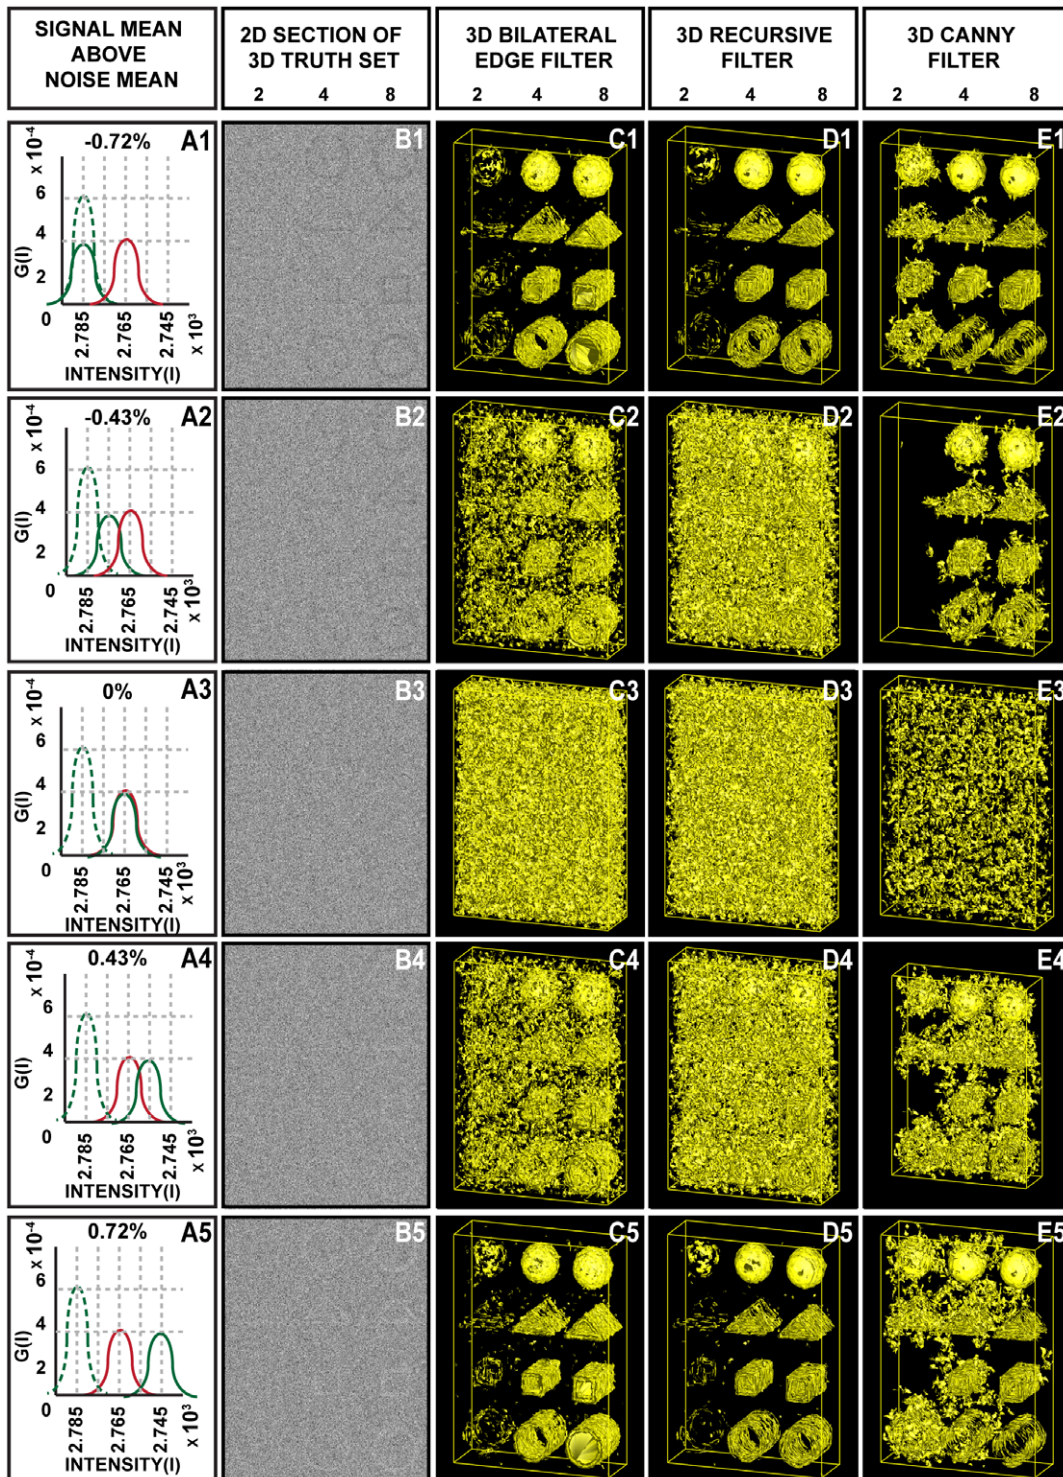 SIGNAL MEAN
ABOVE
NOISE MEAN
2D SECTION OF
3D TRUTH SET
2 4 8
3D BILATERAL
EDGE FILTER
2 4 8
3D RECURSIVE
FILTER
2 4 8
3D CANNY
FILTER
2 4 8
-0.72%
A1
x 10-4
6
4
2
0
G(I)
2.785
2.765
2.745
x 10³
INTENSITY(I)
B1
C1
D1
E1
-0.43%
A2
x 10-4
6
4
2
0
G(I)
2.785
2.765
2.745
x 10³
INTENSITY(I)
B2
C2
D2
E2
0%
A3
x 10-4
6
4
2
0
G(I)
2.785
2.765
2.745
x 10³
INTENSITY(I)
B3
C3
D3
E3
0.43%
A4
x 10-4
6
4
2
0
G(I)
2.785
2.765
2.745
x 10³
INTENSITY(I)
B4
C4
D4
E4
0.72%
A5
x 10-4
6
4
2
0
G(I)
2.785
2.765
2.745
x 10³
INTENSITY(I)
B5
C5
D5
E5